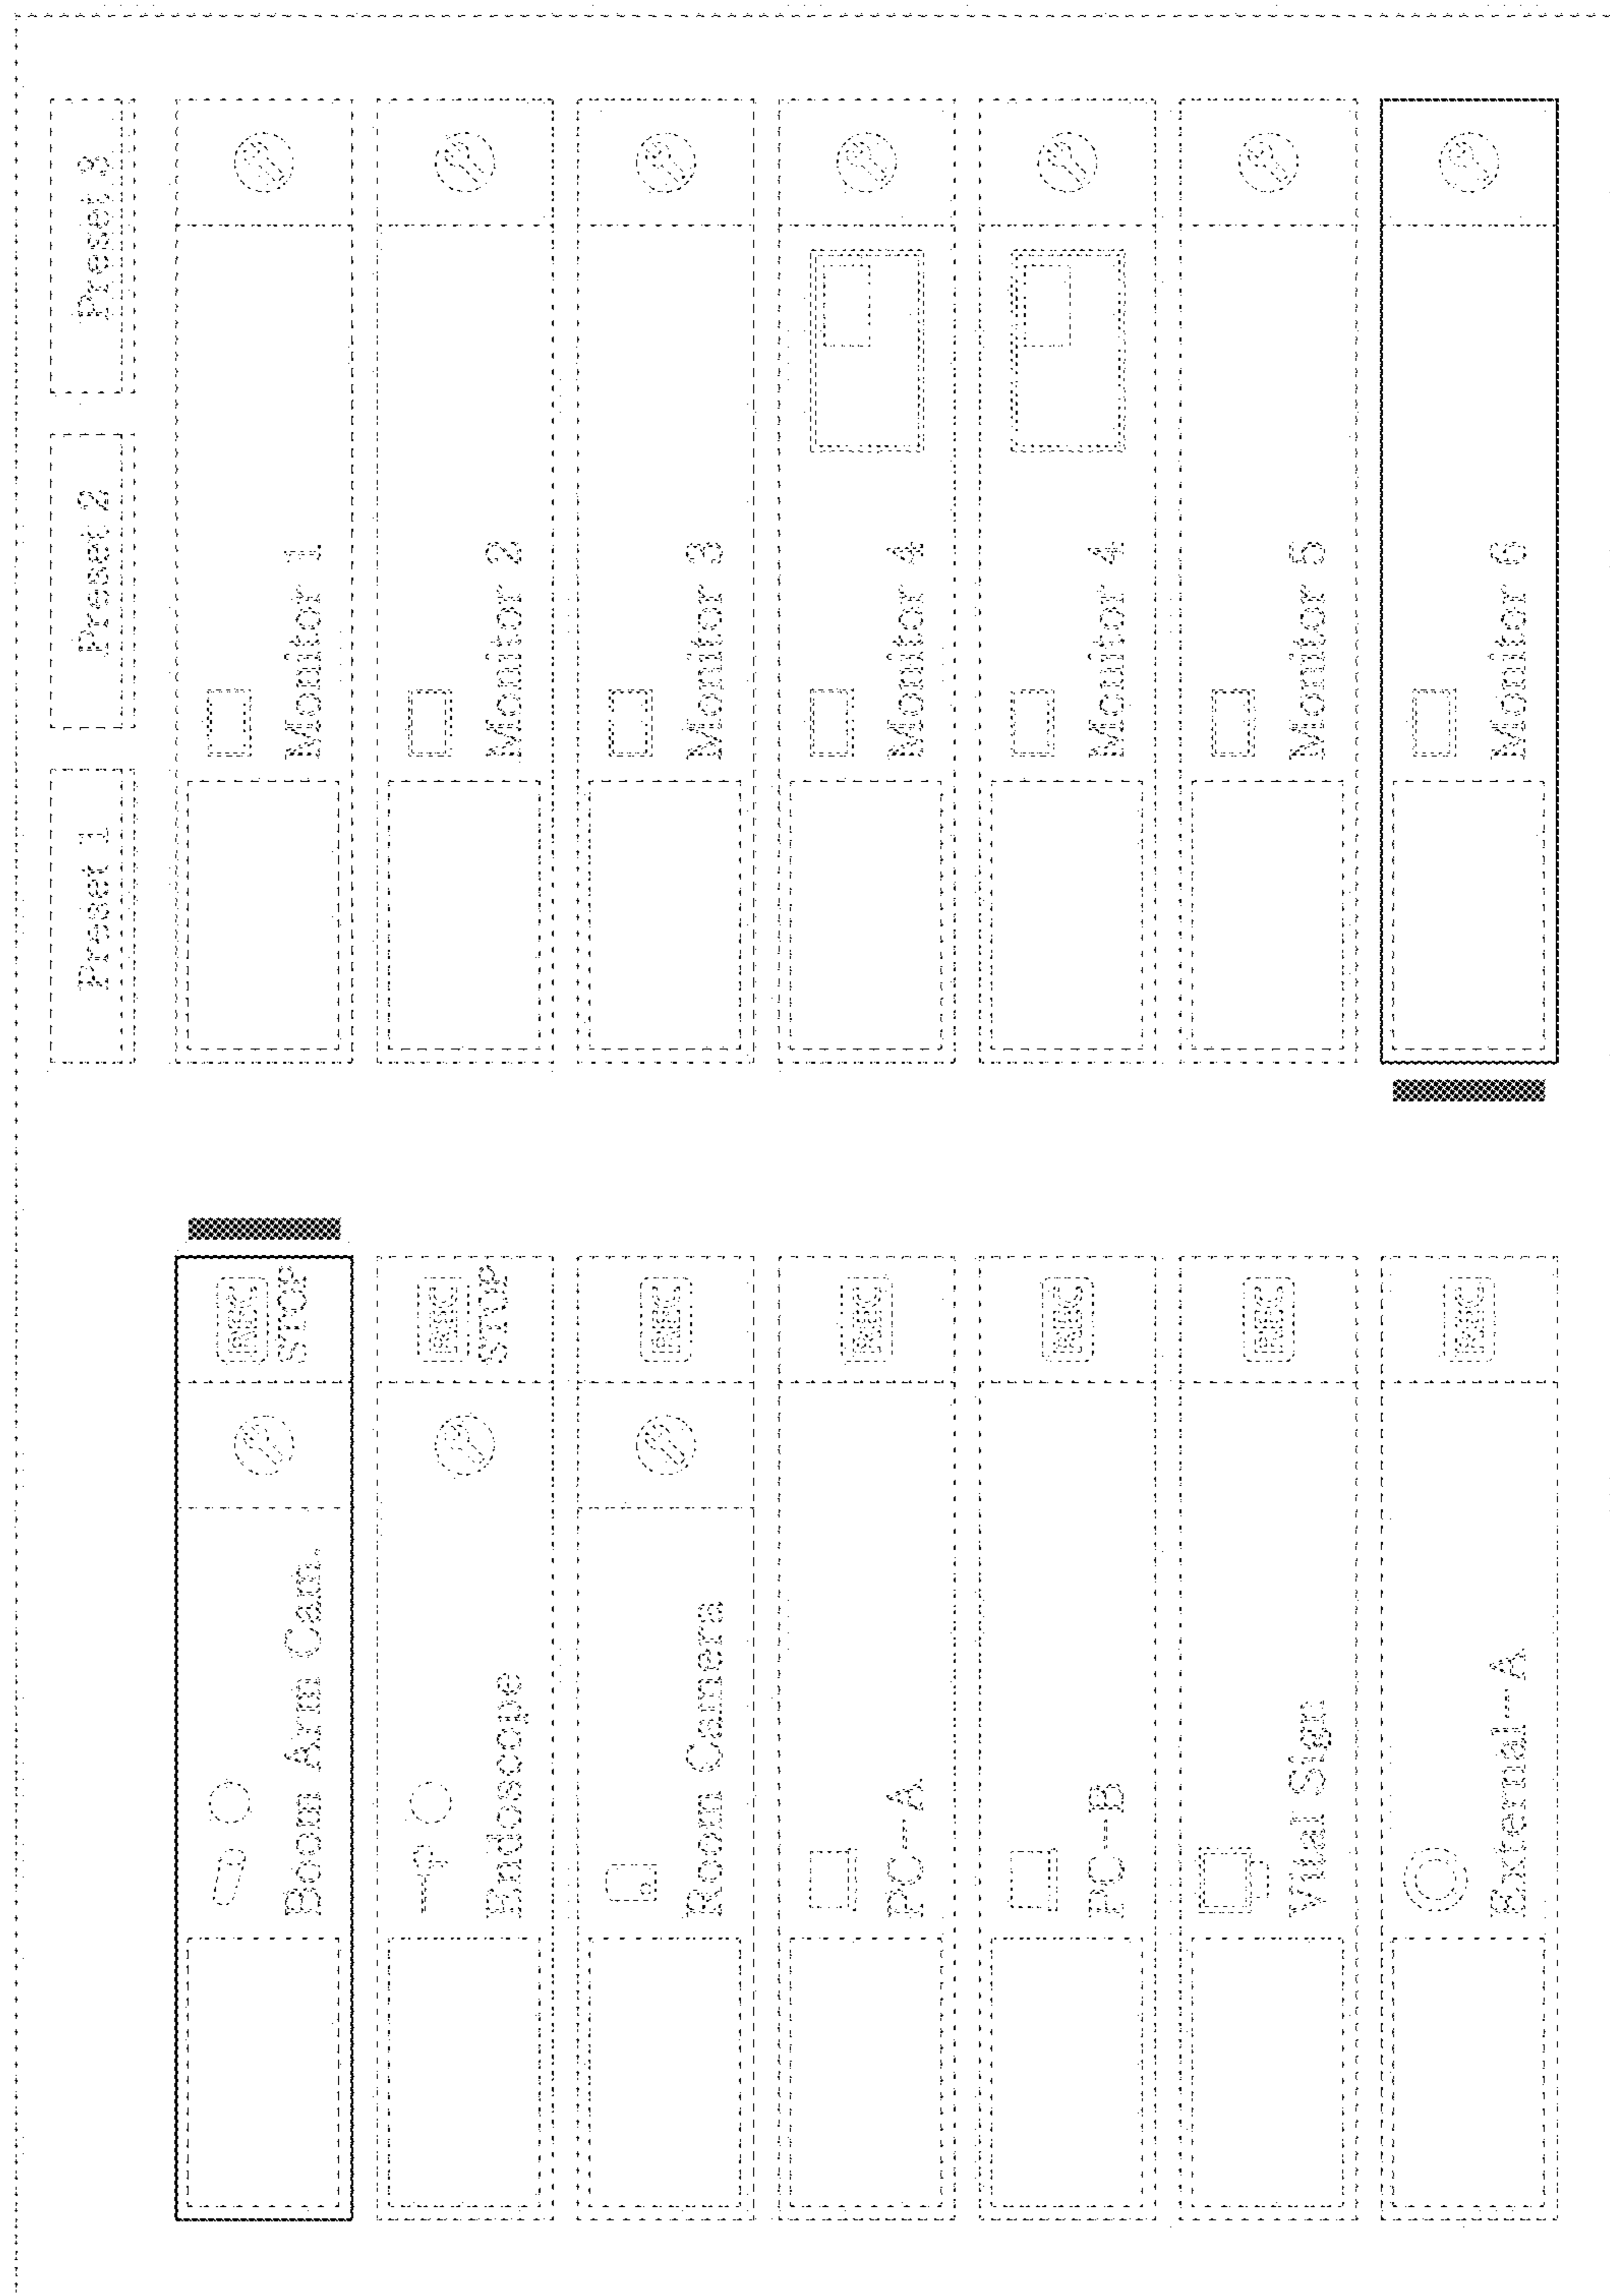 Preset 1 Preset 2 Preset 3
Boom Arm Cam.
REC
STOP
Monitor 1
Endoscope
REC
STOP
Monitor 2
Room Camera
REC
Monitor 3
PC-A
REC
Monitor 4
PC-B
REC
Monitor 4
Vital Sign
REC
Monitor 5
External-A
REC
Monitor 6